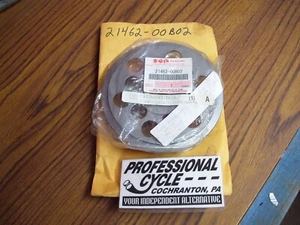 21462-00B02
21462-00B02
A
PROFESSIONAL
CYCLE---
COCHRANTON, PA
YOUR INDEPENDENT ALTERNATIVE